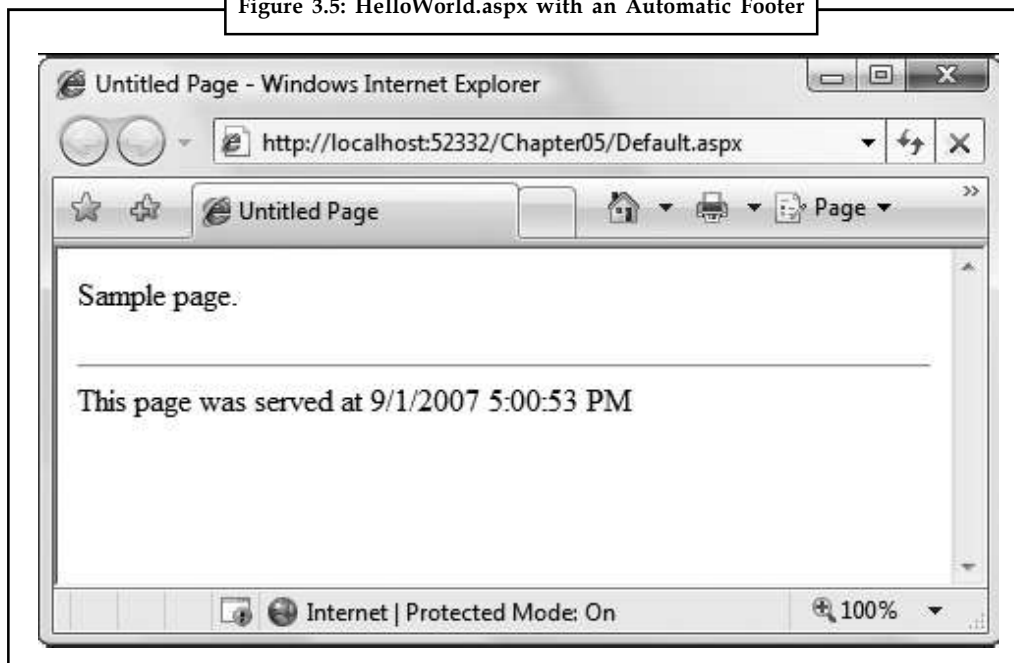 Figure 3.5: HelloWorld.aspx with an Automatic Footer
Untitled Page - Windows Internet Explorer
http://localhost:52332/Chapter05/Default.aspx
Untitled Page
Page
Sample page.
This page was served at 9/1/2007 5:00:53 PM
Internet | Protected Mode: On
100%